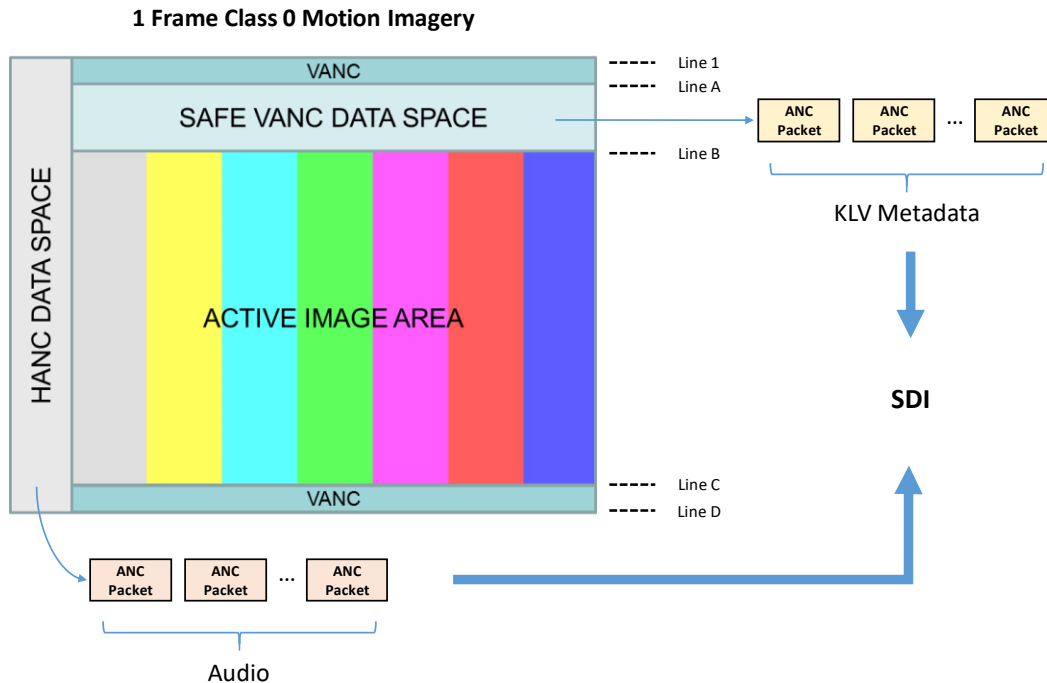 1 Frame Class 0 Motion Imagery
VANC
Line 1
Line A
SAFE VANC DATA SPACE
ANC
Packet
ANC
Packet
...
ANC
Packet
Line B
KLV Metadata
HANC DATA SPACE
ACTIVE IMAGE AREA
SDI
VANC
Line C
Line D
ANC
Packet
ANC
Packet
...
ANC
Packet
Audio